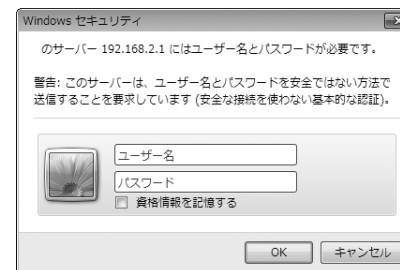 Windows セキュリティ
のサーバー 192.168.2.1 にはユーザー名とパスワードが必要です。
警告: このサーバーは、ユーザー名とパスワードを安全ではない方法で
送信することを要求しています (安全な接続を使わない基本的な認証)。
ユーザー名
パスワード
資格情報を記憶する
OK
キャンセル